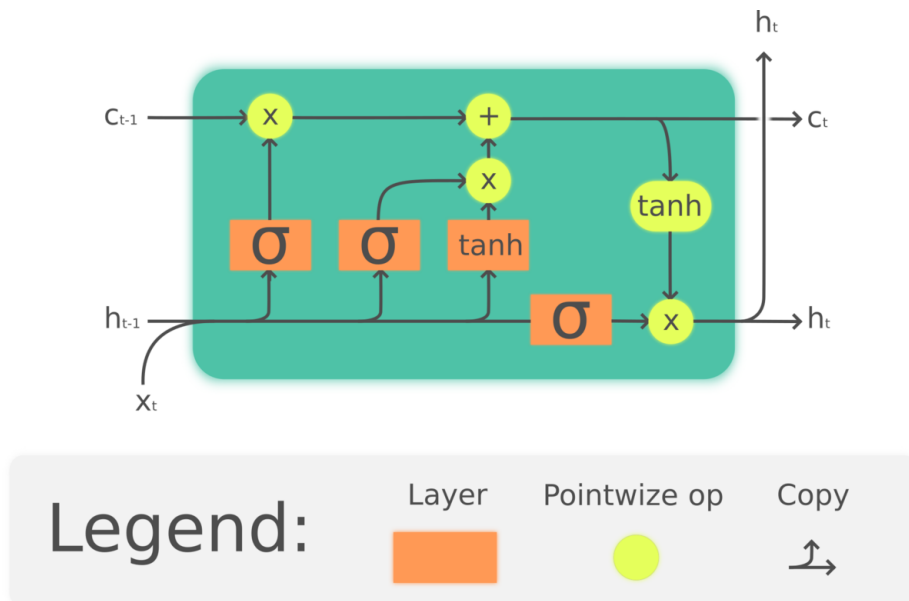 hₜ
cₜ₋₁ x + cₜ
x
tanh
σ σ tanh
hₜ₋₁ σ x hₜ
xₜ
Legend:
Layer Pointwize op Copy